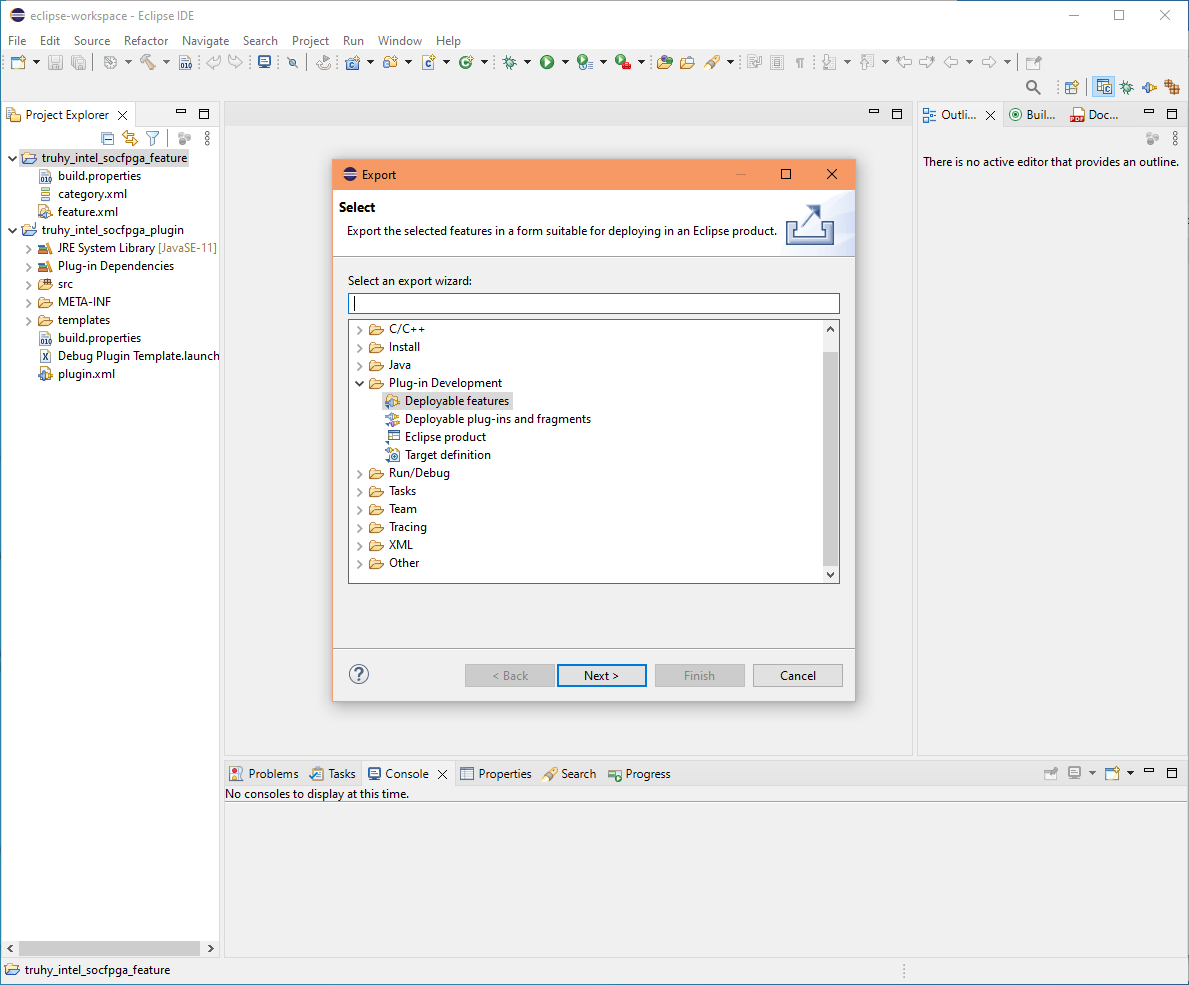 eclipse-workspace - Eclipse IDE
File Edit Source Refactor Navigate Search Project Run Window Help
Project Explorer
truhy_intel_socfpga_feature
build.properties
category.xml
feature.xml
truhy_intel_socfpga_plugin
JRE System Library [JavaSE-11]
Plug-in Dependencies
src
META-INF
templates
build.properties
Debug Plugin Template.launch
plugin.xml
Outli... Buil... Doc...
There is no active editor that provides an outline.
Export
Select
Export the selected features in a form suitable for deploying in an Eclipse product.
Select an export wizard:
C/C++
Install
Java
Plug-in Development
Deployable features
Deployable plug-ins and fragments
Eclipse product
Target definition
Run/Debug
Tasks
Team
Tracing
XML
Other
< Back Next > Finish Cancel
Problems Tasks Console Properties Search Progress
No consoles to display at this time.
truhy_intel_socfpga_feature